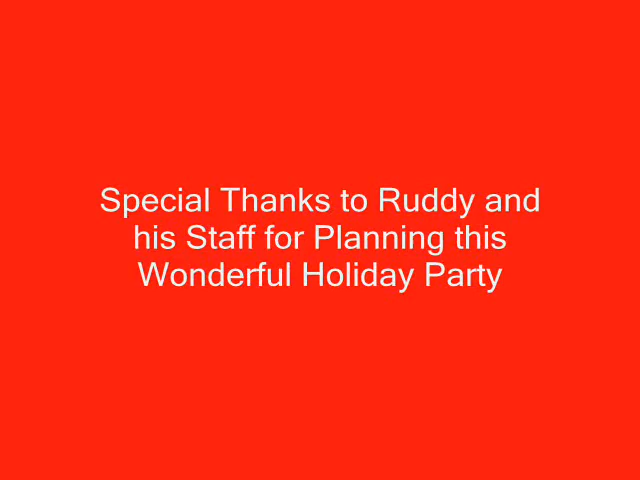 Special Thanks to Ruddy and
his Staff for Planning this
Wonderful Holiday Party